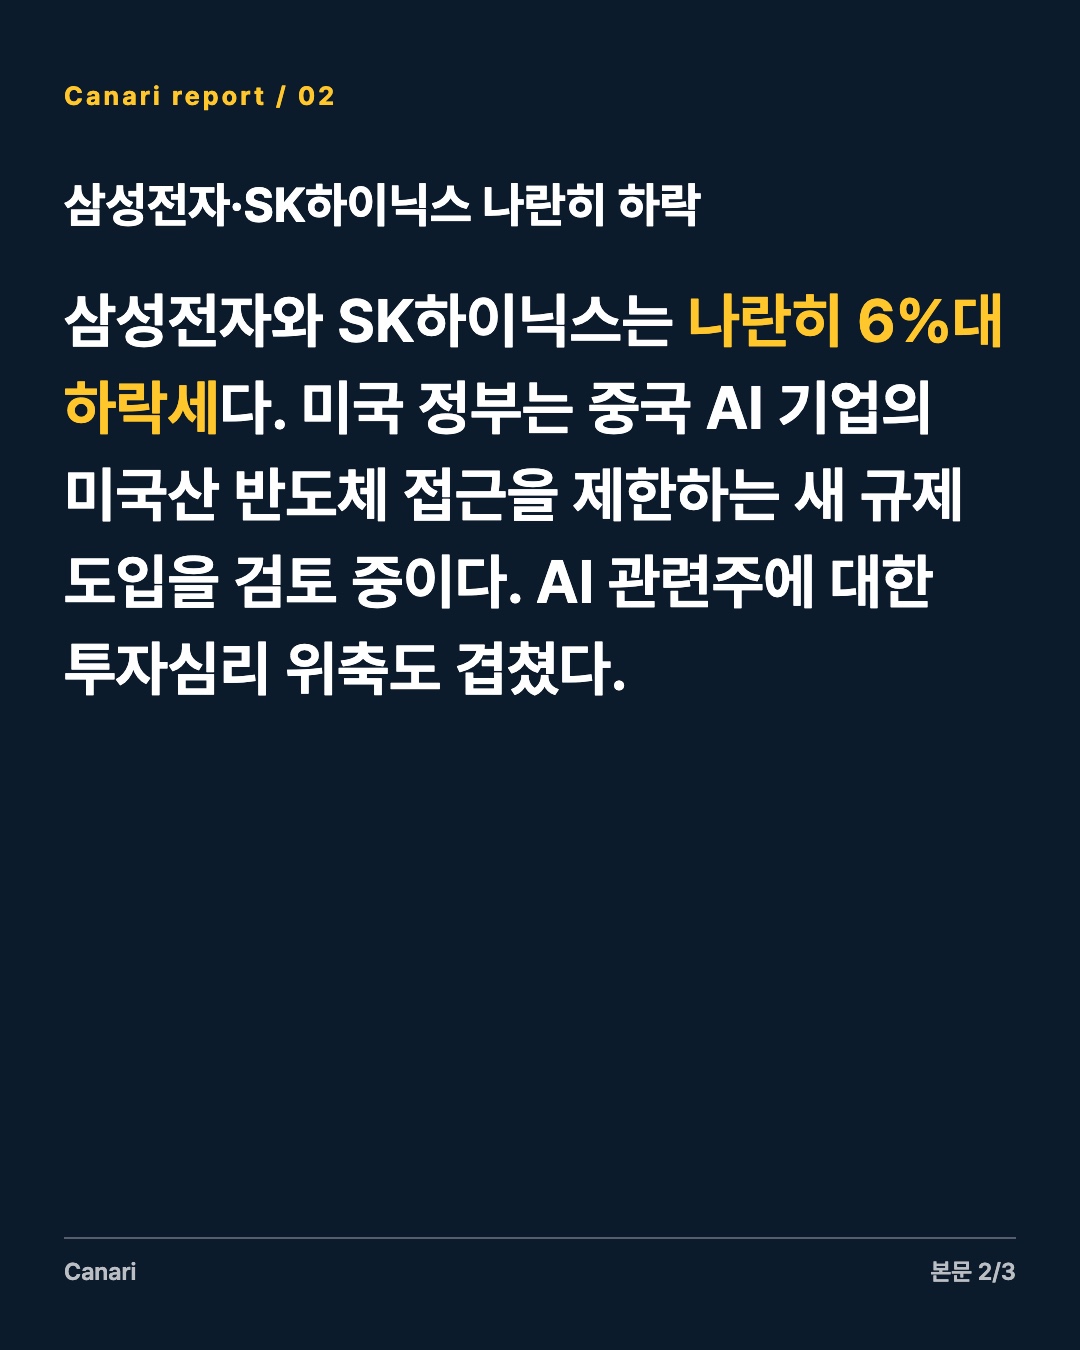 Canari report / 02
삼성전자·SK하이닉스 나란히 하락
삼성전자와 SK하이닉스는 나란히 6%대
하락세다. 미국 정부는 중국 AI 기업의
미국산 반도체 접근을 제한하는 새 규제
도입을 검토 중이다. AI 관련주에 대한
투자심리 위축도 겹쳤다.
Canari
본문 2/3